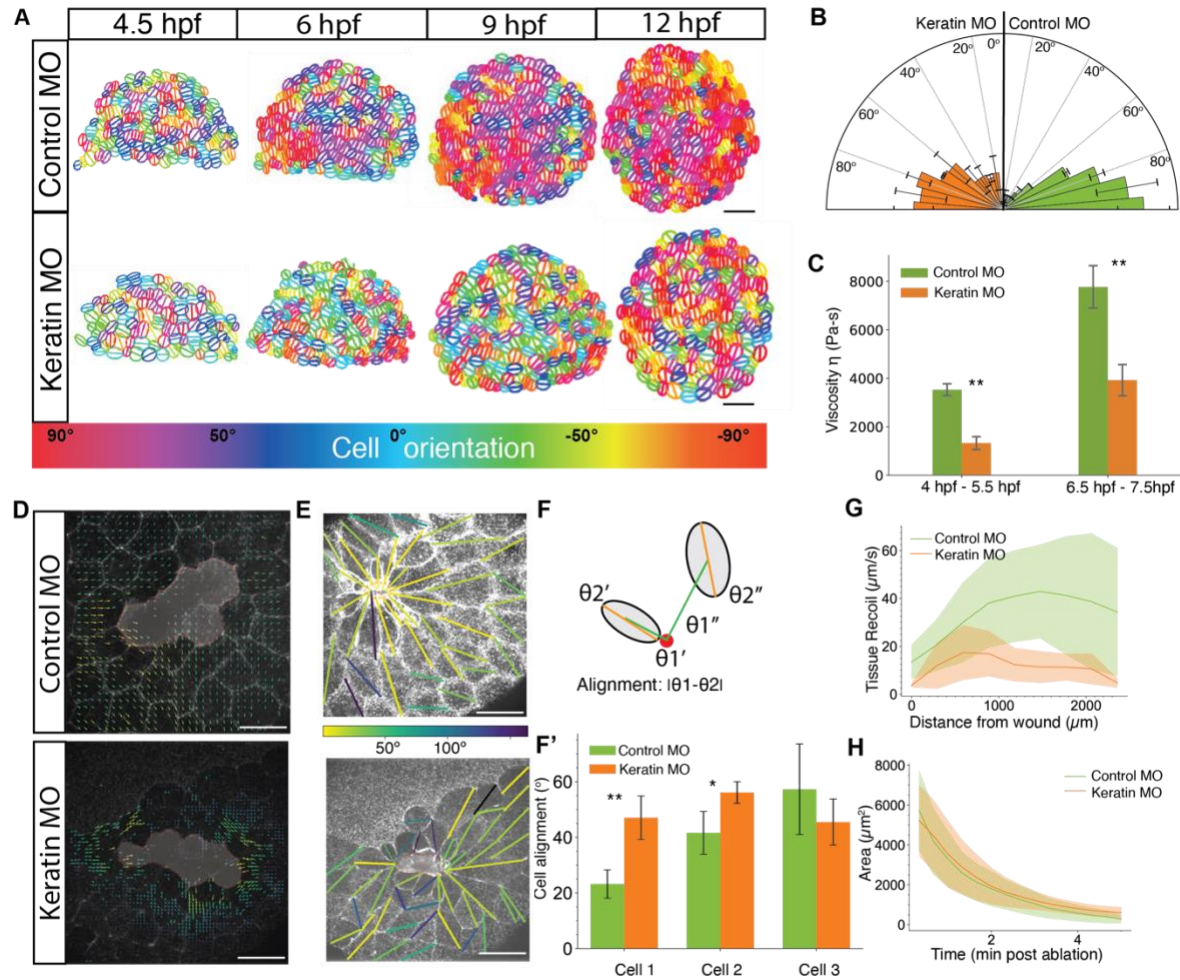 A
4.5 hpf 6 hpf 9 hpf 12 hpf
Control MO
Keratin MO
90° 50° 0° -50° -90°
Cell orientation
B
Keratin MO Control MO
20° 0° 20°
40° 40°
60° 60°
80° 80°
C
Control MO
Keratin MO
**
**
8000
6000
4000
2000
0
Viscosity η (Pa-s)
4 hpf - 5.5 hpf 6.5 hpf - 7.5hpf
D
Control MO
Keratin MO
E
50° 100°
F
θ2'
θ2''
θ1''
θ1'
Alignment: |θ1-θ2|
F'
Control MO
Keratin MO
**
*
60
40
20
0
Cell alignment (°)
Cell 1 Cell 2 Cell 3
G
Control MO
Keratin MO
60
40
20
0
Tissue Recoil (μm/s)
0 1000 2000
Distance from wound (μm)
H
Control MO
Keratin MO
8000
6000
4000
2000
0
Area (μm²)
2 4
Time (min post ablation)